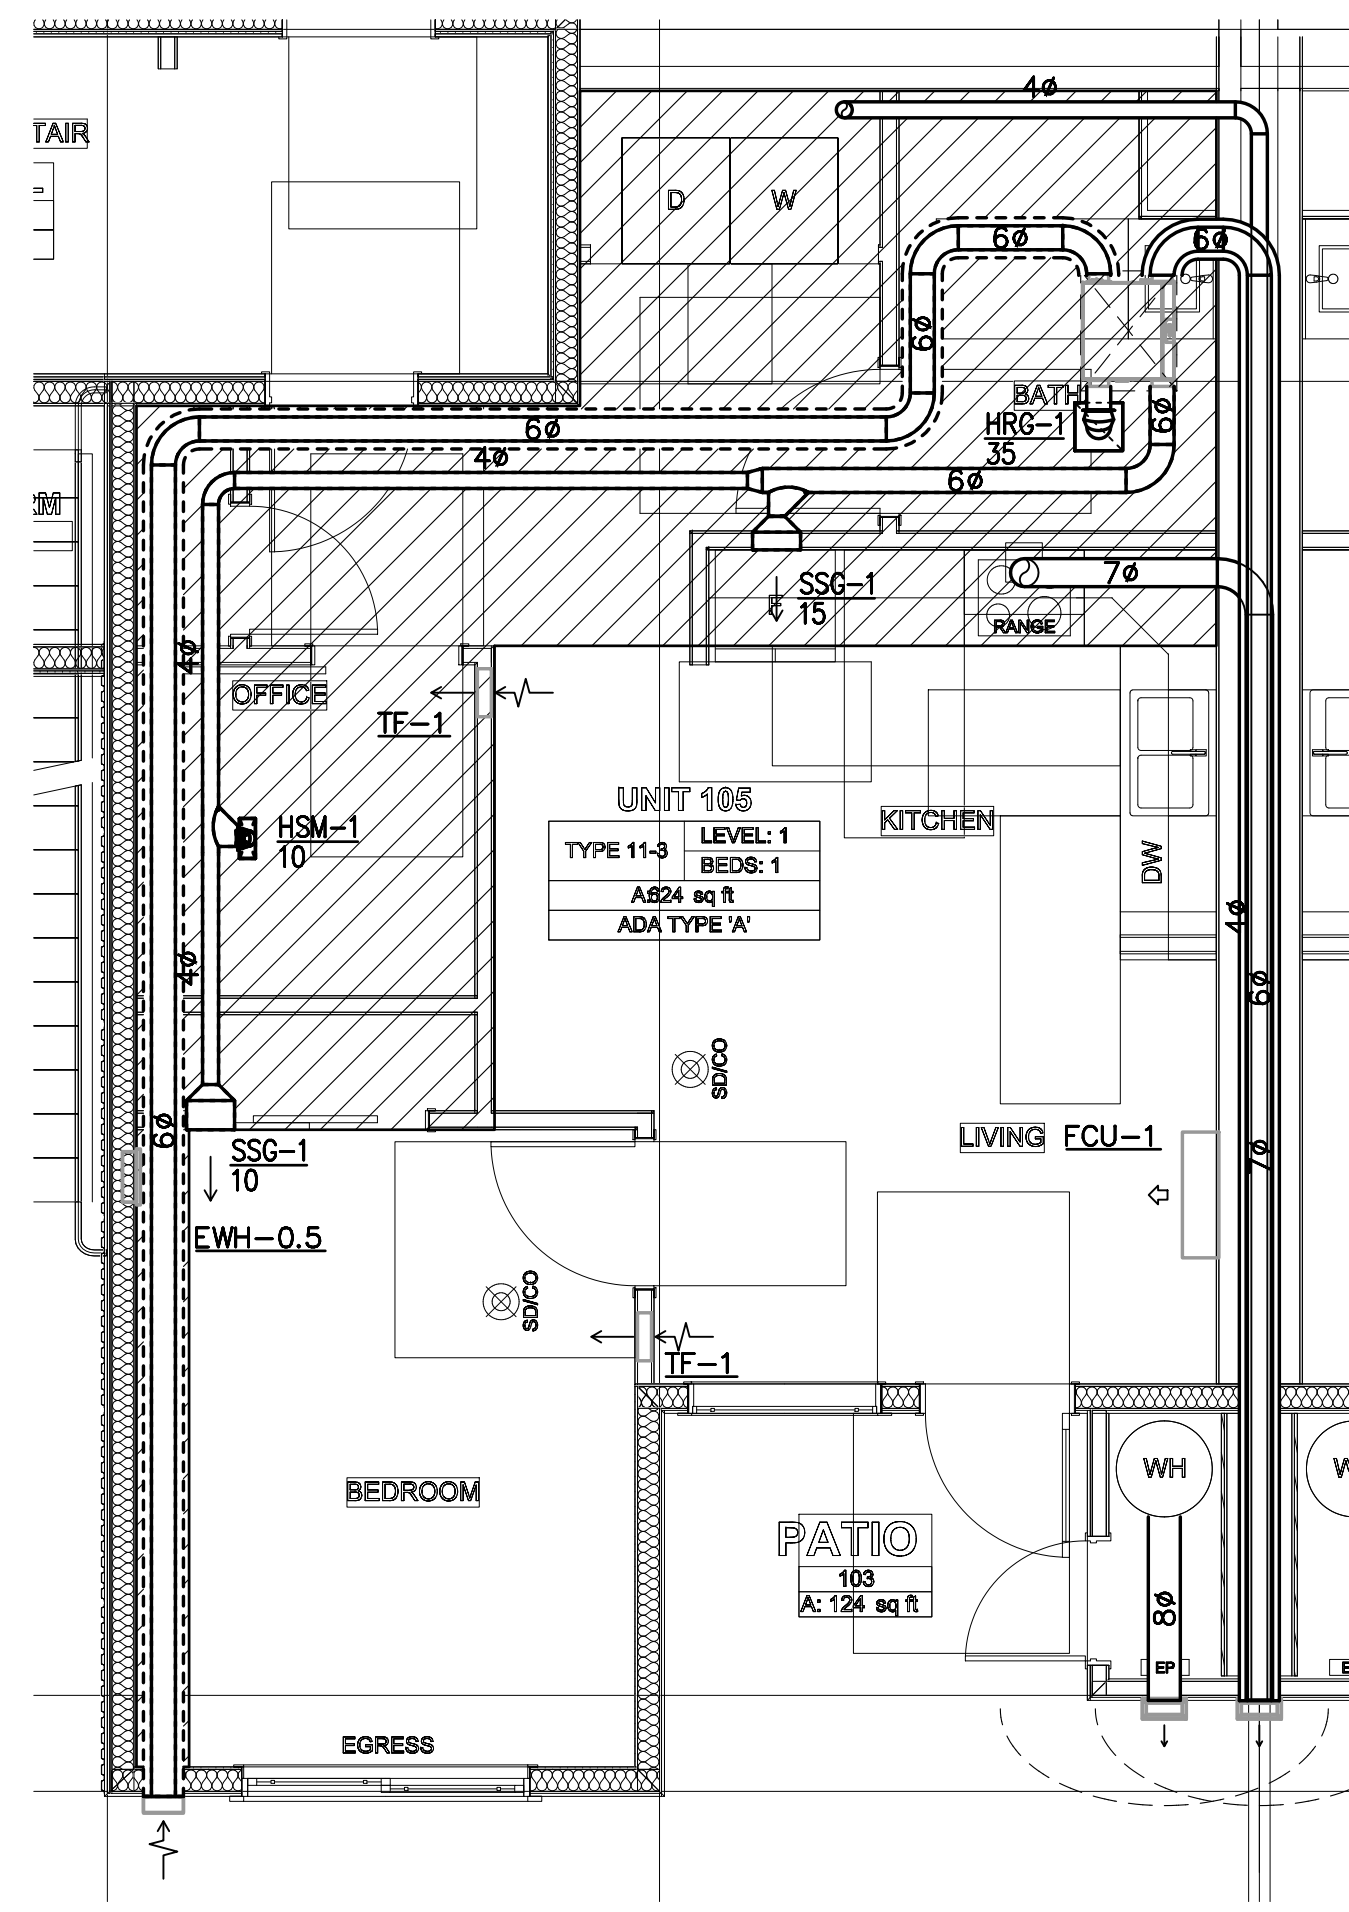 4ø
TAIR
D
W
6ø
6ø
6ø
BATH
HRG-1
35
6ø
6ø
4ø
6ø
RM
SSG-1
15
F
7ø
RANGE
4ø
OFFICE
TF-1
UNIT 105
TYPE 11-3
LEVEL: 1
BEDS: 1
A:624 sq ft
ADA TYPE 'A'
KITCHEN
HSM-1
10
DW
4ø
4ø
6ø
SD/CO
6ø
SSG-1
10
LIVING
FCU-1
7ø
EWH-0.5
SD/CO
TF-1
BEDROOM
WH
W
PATIO
103
A: 124 sq ft
8ø
EP
E
EGRESS